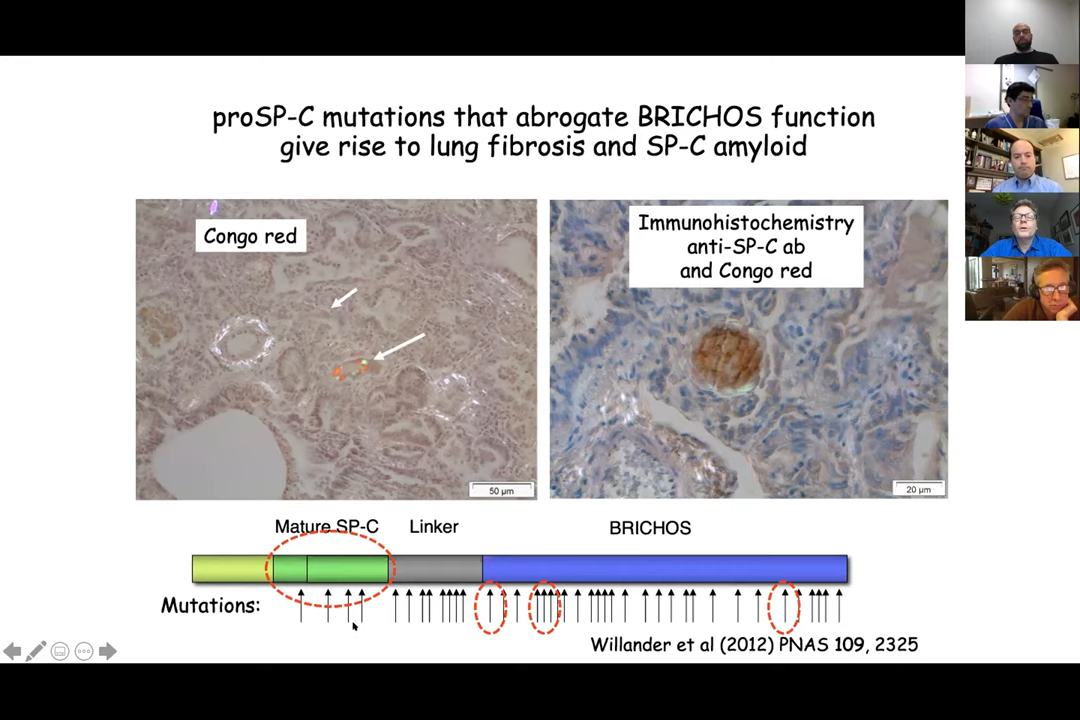 proSP-C mutations that abrogate BRICHOS function
give rise to lung fibrosis and SP-C amyloid
Congo red
Immunohistochemistry
anti-SP-C ab
and Congo red
50 µm
20 µm
Mature SP-C
Linker
BRICHOS
Mutations:
Willander et al (2012) PNAS 109, 2325